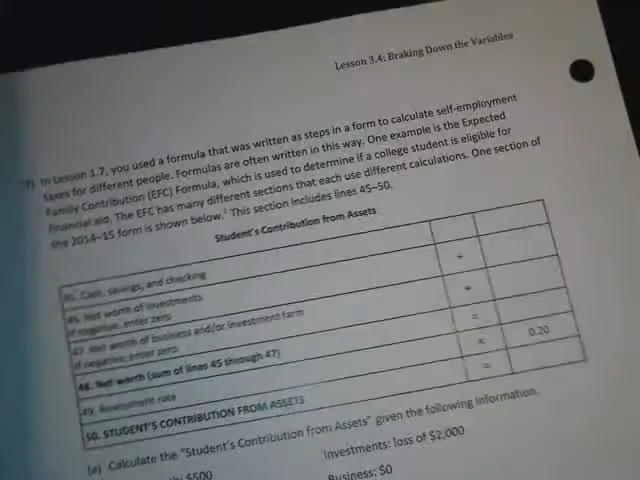 Lesson 3.4: Braking Down the Variables
7) In Lesson 1.7, you used a formula that was written as steps in a form to calculate self-employment
taxes for different people. Formulas are often written in this way. One example is the Expected
Family Contribution (EFC) Formula, which is used to determine if a college student is eligible for
financial aid. The EFC has many different sections that each use different calculations. One section of
the 2014–15 form is shown below.¹ This section includes lines 45–50.
Student's Contribution from Assets
45. Cash, savings, and checking
46. Net worth of investments +
If negative, enter zero
47. Net worth of business and/or investment farm +
If negative, enter zero
48. Net worth (sum of lines 45 through 47) =
49. Assessment rate x 0.20
50. STUDENT'S CONTRIBUTION FROM ASSETS =
(a) Calculate the "Student's Contribution from Assets" given the following information.
$500 Investments: loss of $2,000
Business: $0